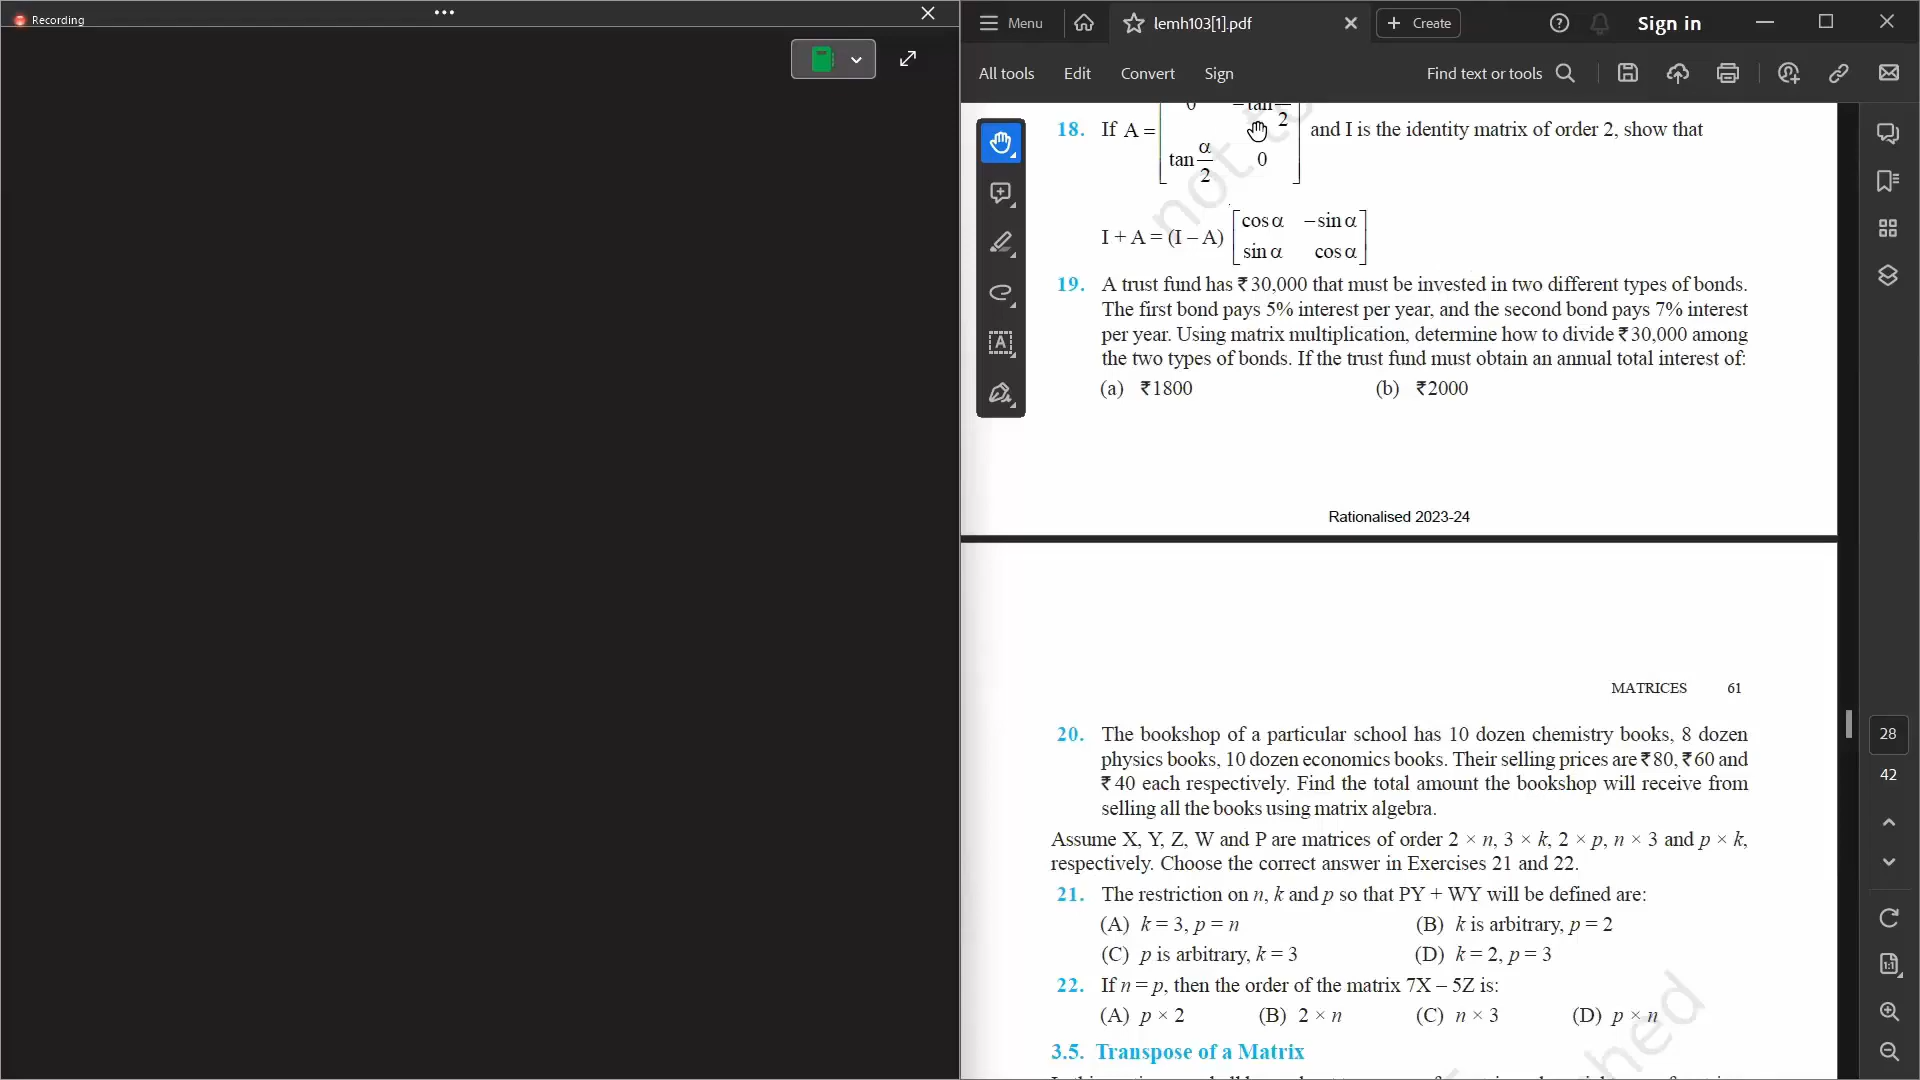 Recording
Menu
lemh103[1].pdf
Create
Sign in
All tools Edit Convert Sign
Find text or tools
0 – tan 2
18. If A = and I is the identity matrix of order 2, show that
tan α/2 0
I + A = (I – A) [cos α – sin α
sin α cos α]
19. A trust fund has ₹ 30,000 that must be invested in two different types of bonds.
The first bond pays 5% interest per year, and the second bond pays 7% interest
per year. Using matrix multiplication, determine how to divide ₹ 30,000 among
the two types of bonds. If the trust fund must obtain an annual total interest of:
(a) ₹ 1800 (b) ₹ 2000
Rationalised 2023-24
MATRICES 61
20. The bookshop of a particular school has 10 dozen chemistry books, 8 dozen
physics books, 10 dozen economics books. Their selling prices are ₹ 80, ₹ 60 and
₹ 40 each respectively. Find the total amount the bookshop will receive from
selling all the books using matrix algebra.
Assume X, Y, Z, W and P are matrices of order 2 × n, 3 × k, 2 × p, n × 3 and p × k,
respectively. Choose the correct answer in Exercises 21 and 22.
21. The restriction on n, k and p so that PY + WY will be defined are:
(A) k = 3, p = n (B) k is arbitrary, p = 2
(C) p is arbitrary, k = 3 (D) k = 2, p = 3
22. If n = p, then the order of the matrix 7X – 5Z is:
(A) p × 2 (B) 2 × n (C) n × 3 (D) p × n
3.5. Transpose of a Matrix
not to
28
42